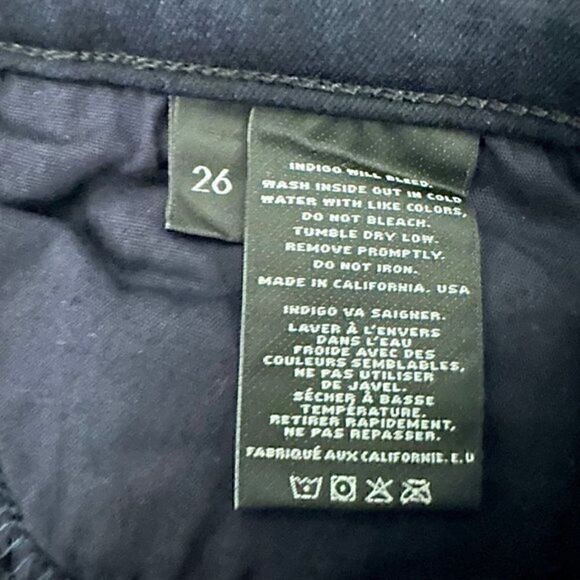 26
INDIGO WILL BLEED.
WASH INSIDE OUT IN COLD
WATER WITH LIKE COLORS,
DO NOT BLEACH.
TUMBLE DRY LOW.
REMOVE PROMPTLY.
DO NOT IRON.
MADE IN CALIFORNIA. USA
INDIGO VA SAIGNER.
LAVER À L'ENVERS
DANS L'EAU
FROIDE AVEC DES
COULEURS SEMBLABLES,
NE PAS UTILISER
DE JAVEL.
SÉCHER À BASSE
TEMPÉRATURE.
RETIRER RAPIDEMENT,
NE PAS REPASSER.
FABRIQUÉ AUX CALIFORNIE. E.U